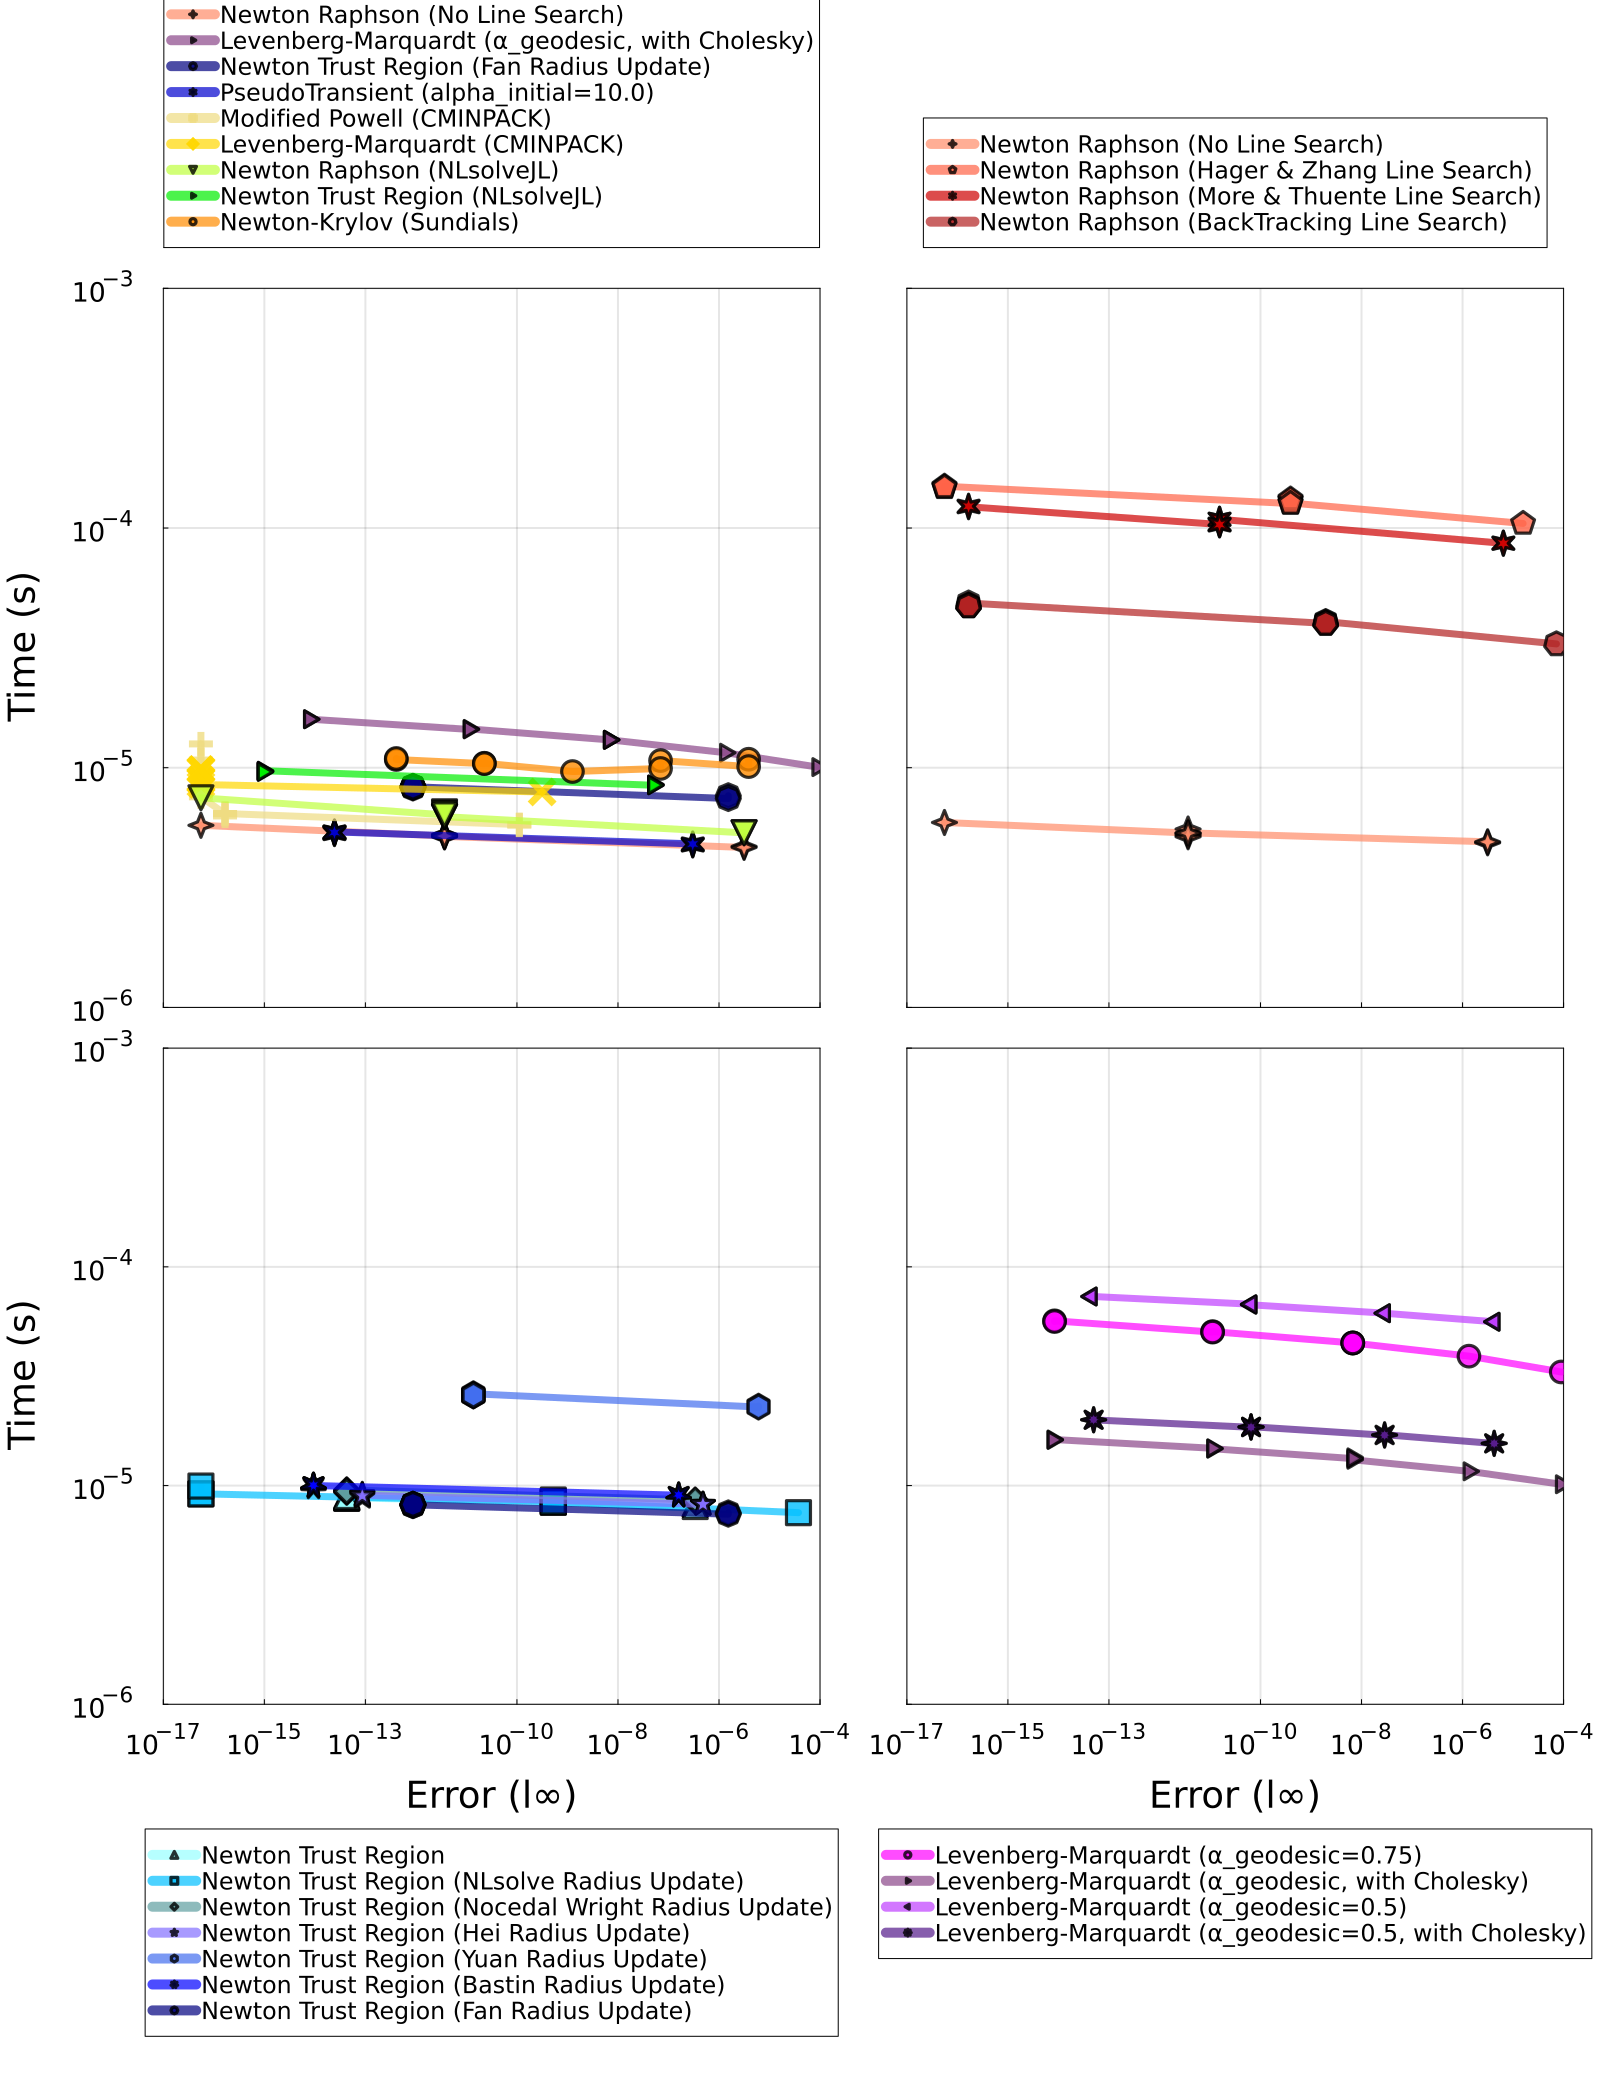 Newton Raphson (No Line Search)
Levenberg-Marquardt (α_geodesic, with Cholesky)
Newton Trust Region (Fan Radius Update)
PseudoTransient (alpha_initial=10.0)
Modified Powell (CMINPACK)
Levenberg-Marquardt (CMINPACK)
Newton Raphson (NLsolveJL)
Newton Trust Region (NLsolveJL)
Newton-Krylov (Sundials)
Newton Raphson (No Line Search)
Newton Raphson (Hager & Zhang Line Search)
Newton Raphson (More & Thuente Line Search)
Newton Raphson (BackTracking Line Search)
10⁻³
10⁻⁴
10⁻⁵
10⁻⁶
Time (s)
10⁻³
10⁻⁴
10⁻⁵
10⁻⁶
Time (s)
10⁻¹⁷ 10⁻¹⁵ 10⁻¹³ 10⁻¹⁰ 10⁻⁸ 10⁻⁶ 10⁻⁴
Error (l∞)
10⁻¹⁷ 10⁻¹⁵ 10⁻¹³ 10⁻¹⁰ 10⁻⁸ 10⁻⁶ 10⁻⁴
Error (l∞)
Newton Trust Region
Newton Trust Region (NLsolve Radius Update)
Newton Trust Region (Nocedal Wright Radius Update)
Newton Trust Region (Hei Radius Update)
Newton Trust Region (Yuan Radius Update)
Newton Trust Region (Bastin Radius Update)
Newton Trust Region (Fan Radius Update)
Levenberg-Marquardt (α_geodesic=0.75)
Levenberg-Marquardt (α_geodesic, with Cholesky)
Levenberg-Marquardt (α_geodesic=0.5)
Levenberg-Marquardt (α_geodesic=0.5, with Cholesky)